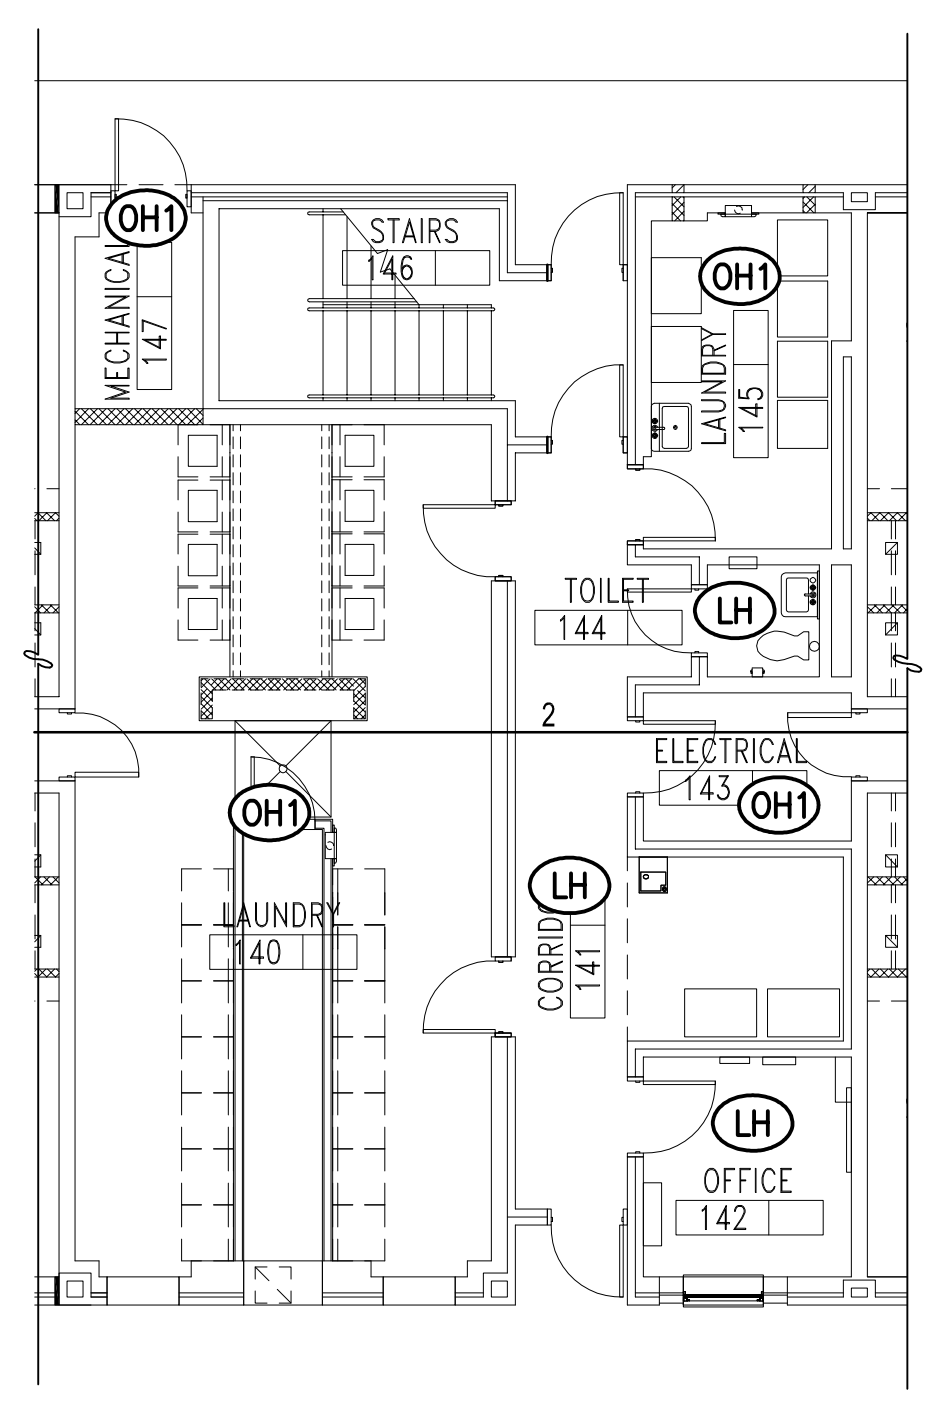 OH1
STAIRS
146
MECHANICAL
147
OH1
LAUNDRY
145
TOILET
144
LH
2
ELECTRICAL
143
OH1
OH1
LH
LAUNDRY
140
141
LH
OFFICE
142